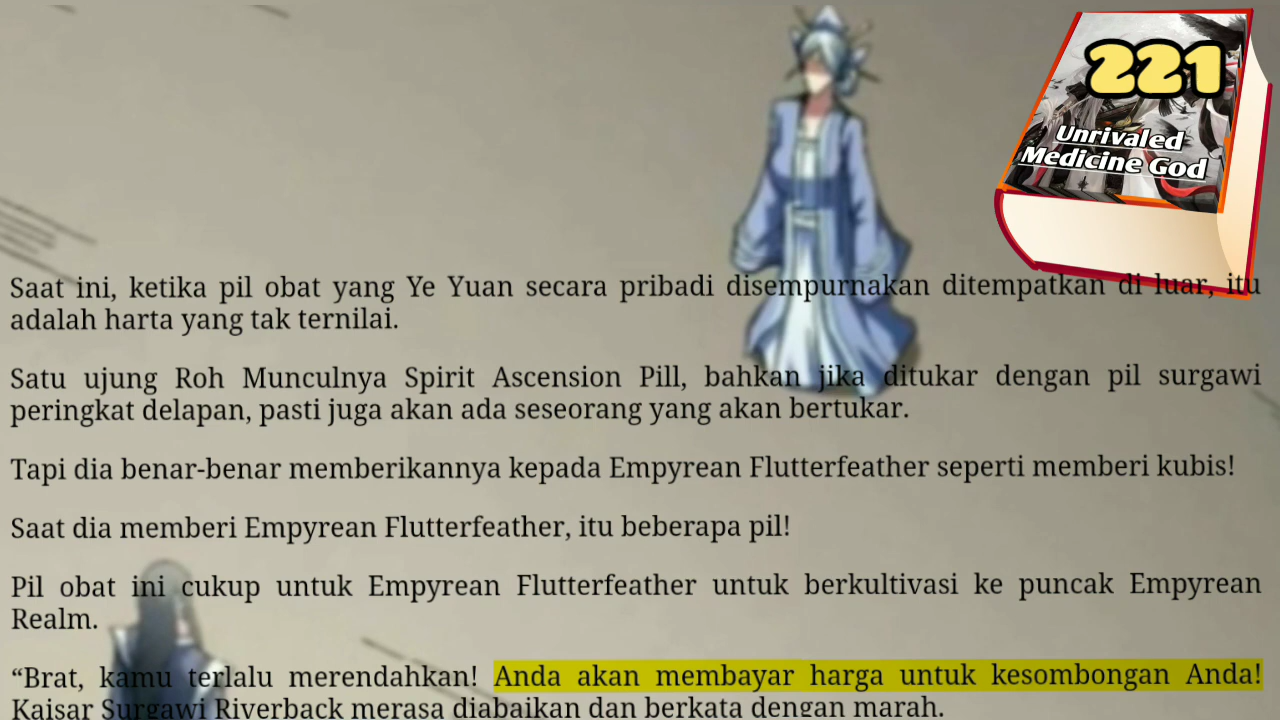 221
Unrivaled
Medicine God
Saat ini, ketika pil obat yang Ye Yuan secara pribadi disempurnakan ditempatkan di luar, itu
adalah harta yang tak ternilai.
Satu ujung Roh Munculnya Spirit Ascension Pill, bahkan jika ditukar dengan pil surgawi
peringkat delapan, pasti juga akan ada seseorang yang akan bertukar.
Tapi dia benar-benar memberikannya kepada Empyrean Flutterfeather seperti memberi kubis!
Saat dia memberi Empyrean Flutterfeather, itu beberapa pil!
Pil obat ini cukup untuk Empyrean Flutterfeather untuk berkultivasi ke puncak Empyrean
Realm.
“Brat, kamu terlalu merendahkan! Anda akan membayar harga untuk kesombongan Anda!
Kaisar Surgawi Riverback merasa diabaikan dan berkata dengan marah.